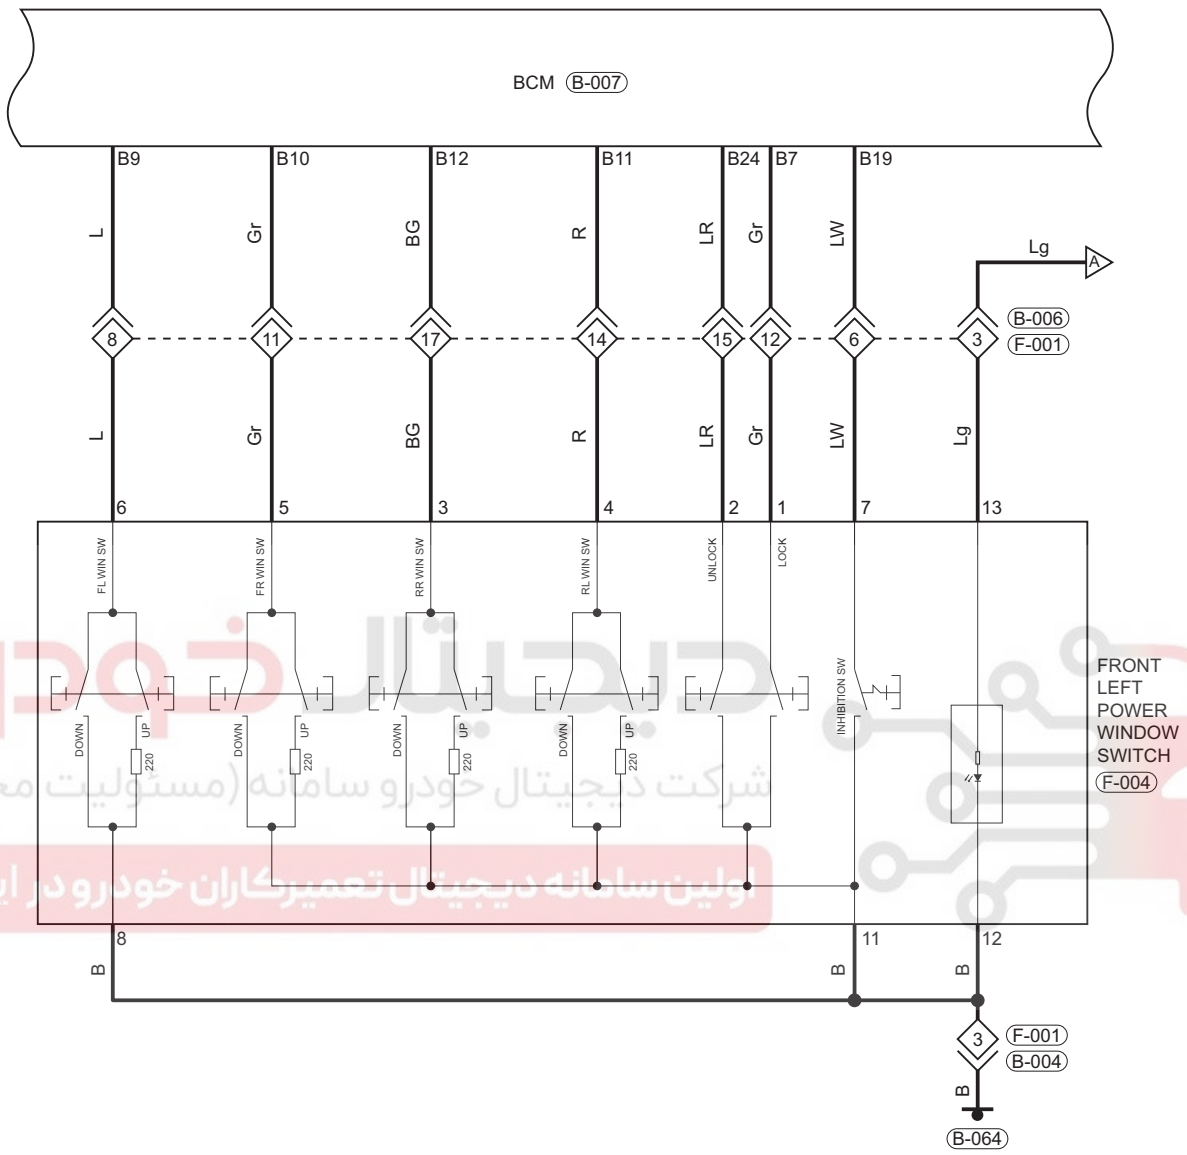 BCM B-007
B9 B10 B12 B11 B24 B7 B19
L Gr BG R LR Gr LW Lg A
8 11 17 14 15 12 6 3 B-006
F-001
L Gr BG R LR Gr LW Lg
6 5 3 4 2 1 7 13
FL WIN SW FR WIN SW RR WIN SW RL WIN SW UNLOCK LOCK INHIBITION SW
DOWN UP 220 DOWN UP 220 DOWN UP 220 DOWN UP 220
FRONT
LEFT
POWER
WINDOW
SWITCH
F-004
دیجیتال خودرو
شرکت دیجیتال خودرو سامانه (مسئولیت
اولین سامانه دیجیتال تعمیرکاران خودرو در
8 11 12
B B B
3 F-001
B-004
B
B-064